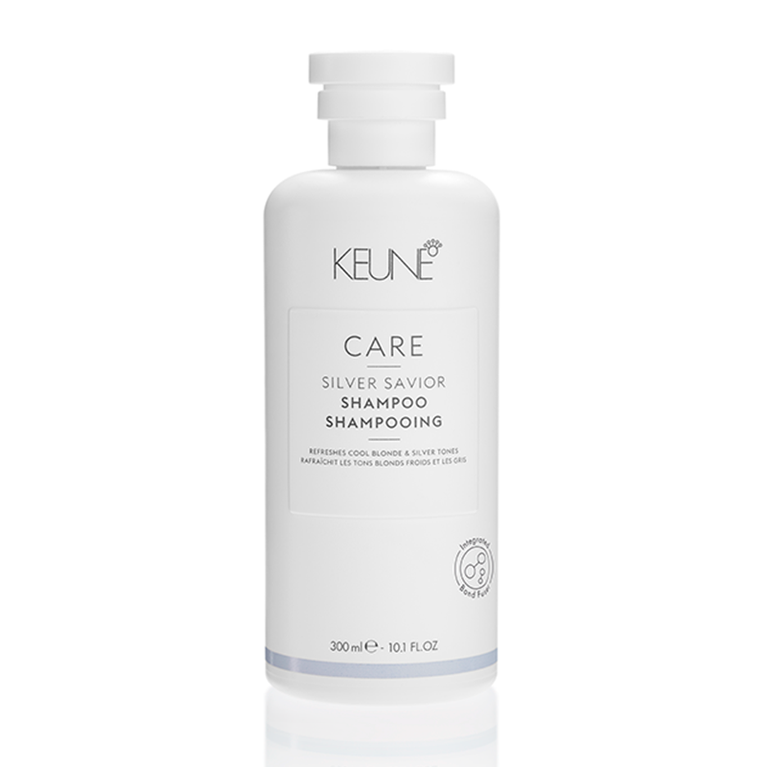 KEUNE
CARE
SILVER SAVIOR
SHAMPOO
SHAMPOOING
REFRESHES COOL BLONDE & SILVER TONES
RAFRAÎCHIT LES TONS BLONDS FROIDS ET LES GRIS
Integrated
Bond Fuser
300 ml ℮ - 10.1 FL.OZ